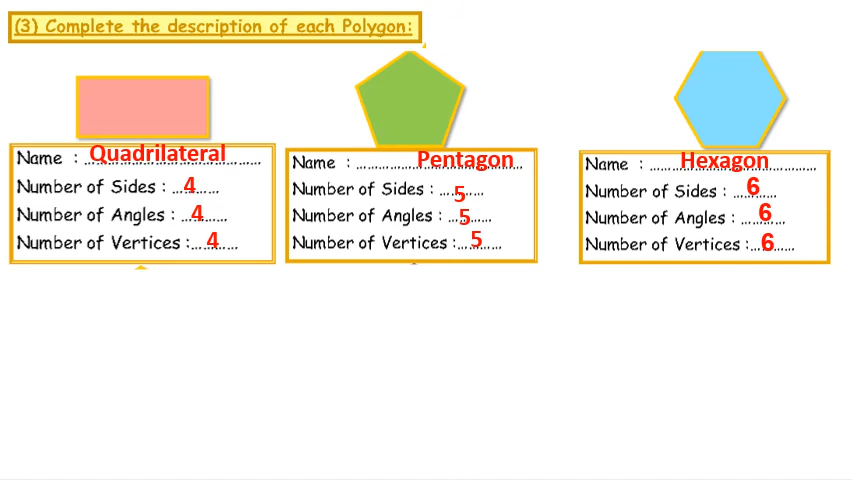 (3) Complete the description of each Polygon:
Name : Quadrilateral
Number of Sides : 4
Number of Angles : 4
Number of Vertices : 4
Name : Pentagon
Number of Sides : 5
Number of Angles : 5
Number of Vertices : 5
Name : Hexagon
Number of Sides : 6
Number of Angles : 6
Number of Vertices : 6